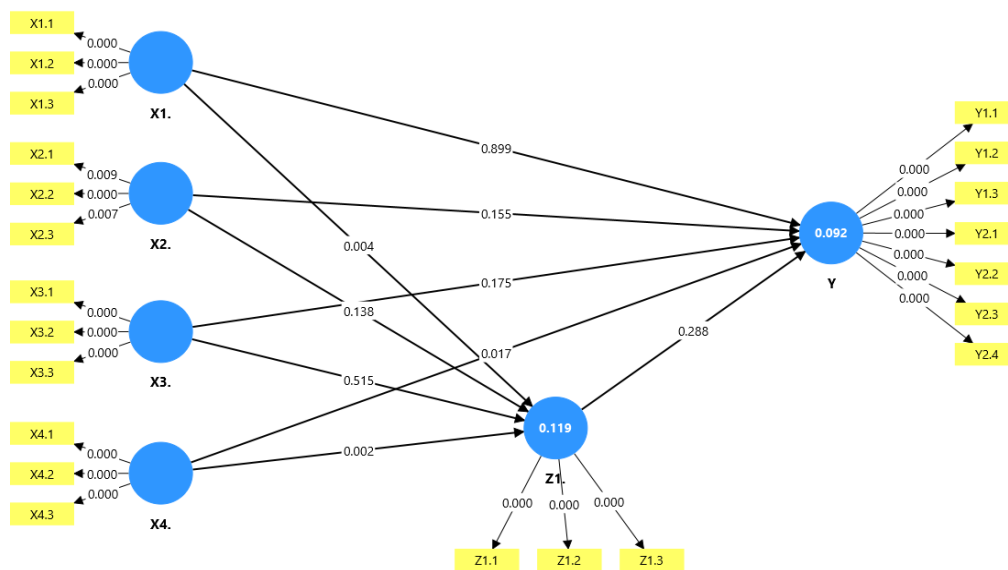 X1.1
0.000
X1.2
0.000
X1.3
0.000
X1.
X2.1
0.009
X2.2
0.000
X2.3
0.007
X2.
X3.1
0.000
X3.2
0.000
X3.3
0.000
X3.
X4.1
0.000
X4.2
0.000
X4.3
0.000
X4.
0.899
0.155
0.004
0.175
0.138
0.017
0.515
0.002
0.288
0.119
Z1.
0.000
0.000
0.000
Z1.1
Z1.2
Z1.3
0.092
Y
0.000
Y1.1
0.000
Y1.2
0.000
Y1.3
0.000
Y2.1
0.000
Y2.2
0.000
Y2.3
0.000
Y2.4